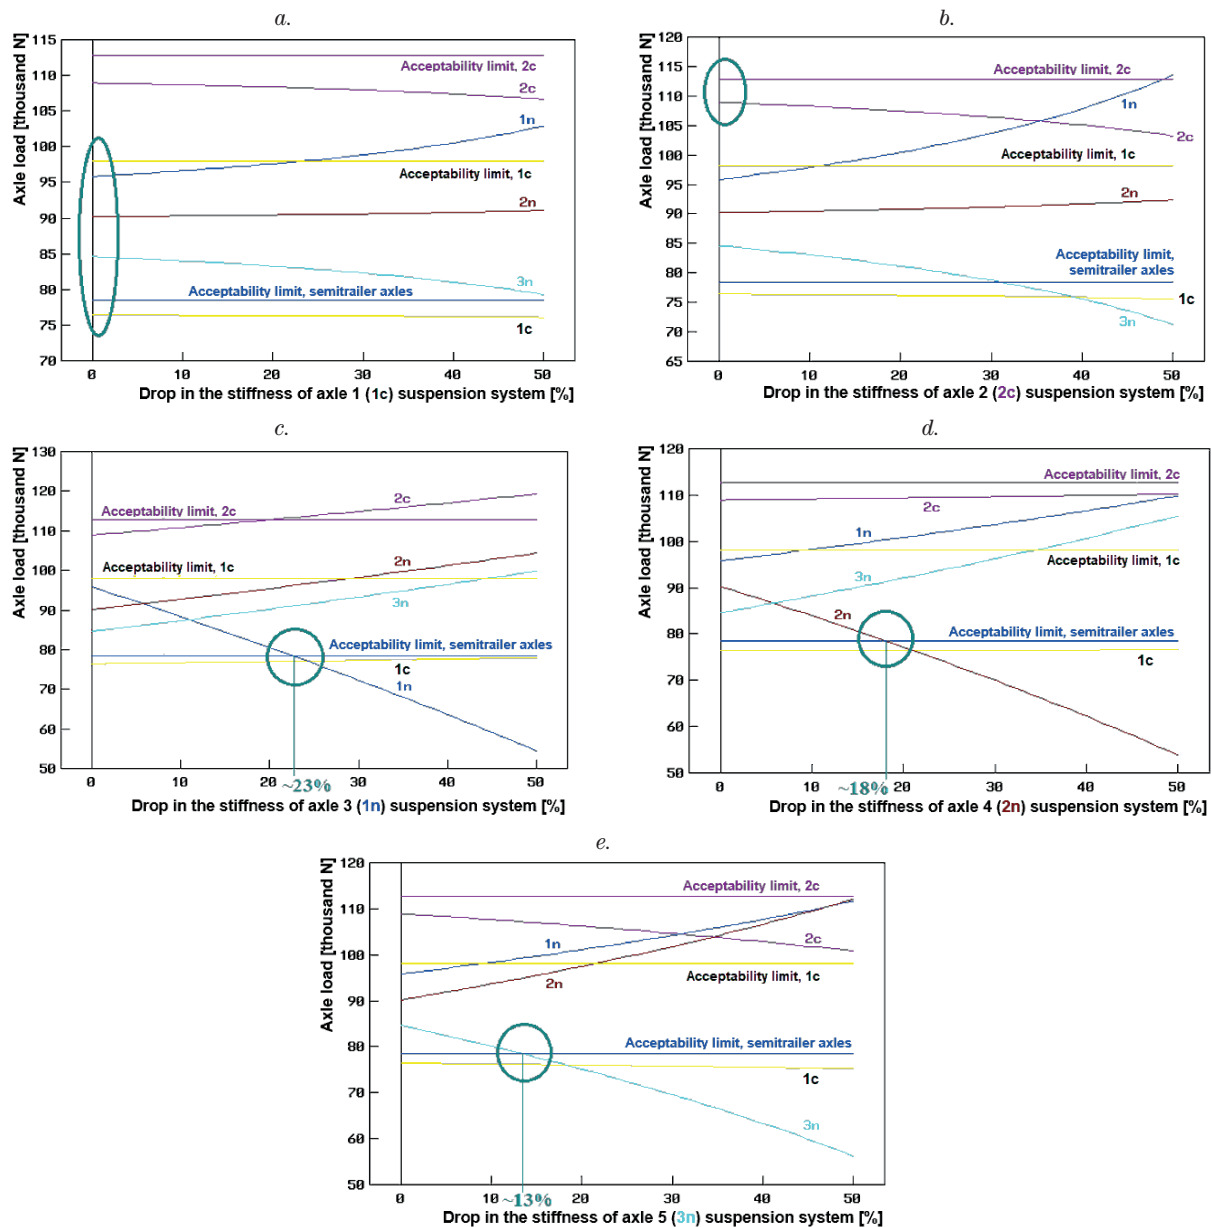 a.
Axle load [thousand N]
115
110
105
100
95
90
85
80
75
70
Acceptability limit, 2c
2c
1n
Acceptability limit, 1c
2n
3n
Acceptability limit, semitrailer axles
1c
0 10 20 30 40 50
Drop in the stiffness of axle 1 (1c) suspension system [%]
b.
Axle load [thousand N]
120
115
110
105
100
95
90
85
80
75
70
65
Acceptability limit, 2c
1n
2c
Acceptability limit, 1c
2n
Acceptability limit,
semitrailer axles
1c
3n
0 10 20 30 40 50
Drop in the stiffness of axle 2 (2c) suspension system [%]
c.
Axle load [thousand N]
130
120
110
100
90
80
70
60
50
2c
Acceptability limit, 2c
2n
Acceptability limit, 1c
3n
Acceptability limit, semitrailer axles
1c
1n
0 10 20 30 40 50
~23%
Drop in the stiffness of axle 3 (1n) suspension system [%]
d.
Axle load [thousand N]
120
110
100
90
80
70
60
50
Acceptability limit, 2c
2c
1n
Acceptability limit, 1c
3n
2n
Acceptability limit, semitrailer axles
1c
0 10 20 30 40 50
~18%
Drop in the stiffness of axle 4 (2n) suspension system [%]
e.
Axle load [thousand N]
120
110
100
90
80
70
60
50
Acceptability limit, 2c
1n
2c
2n
Acceptability limit, 1c
Acceptability limit, semitrailer axles
1c
3n
0 10 20 30 40 50
~13%
Drop in the stiffness of axle 5 (3n) suspension system [%]